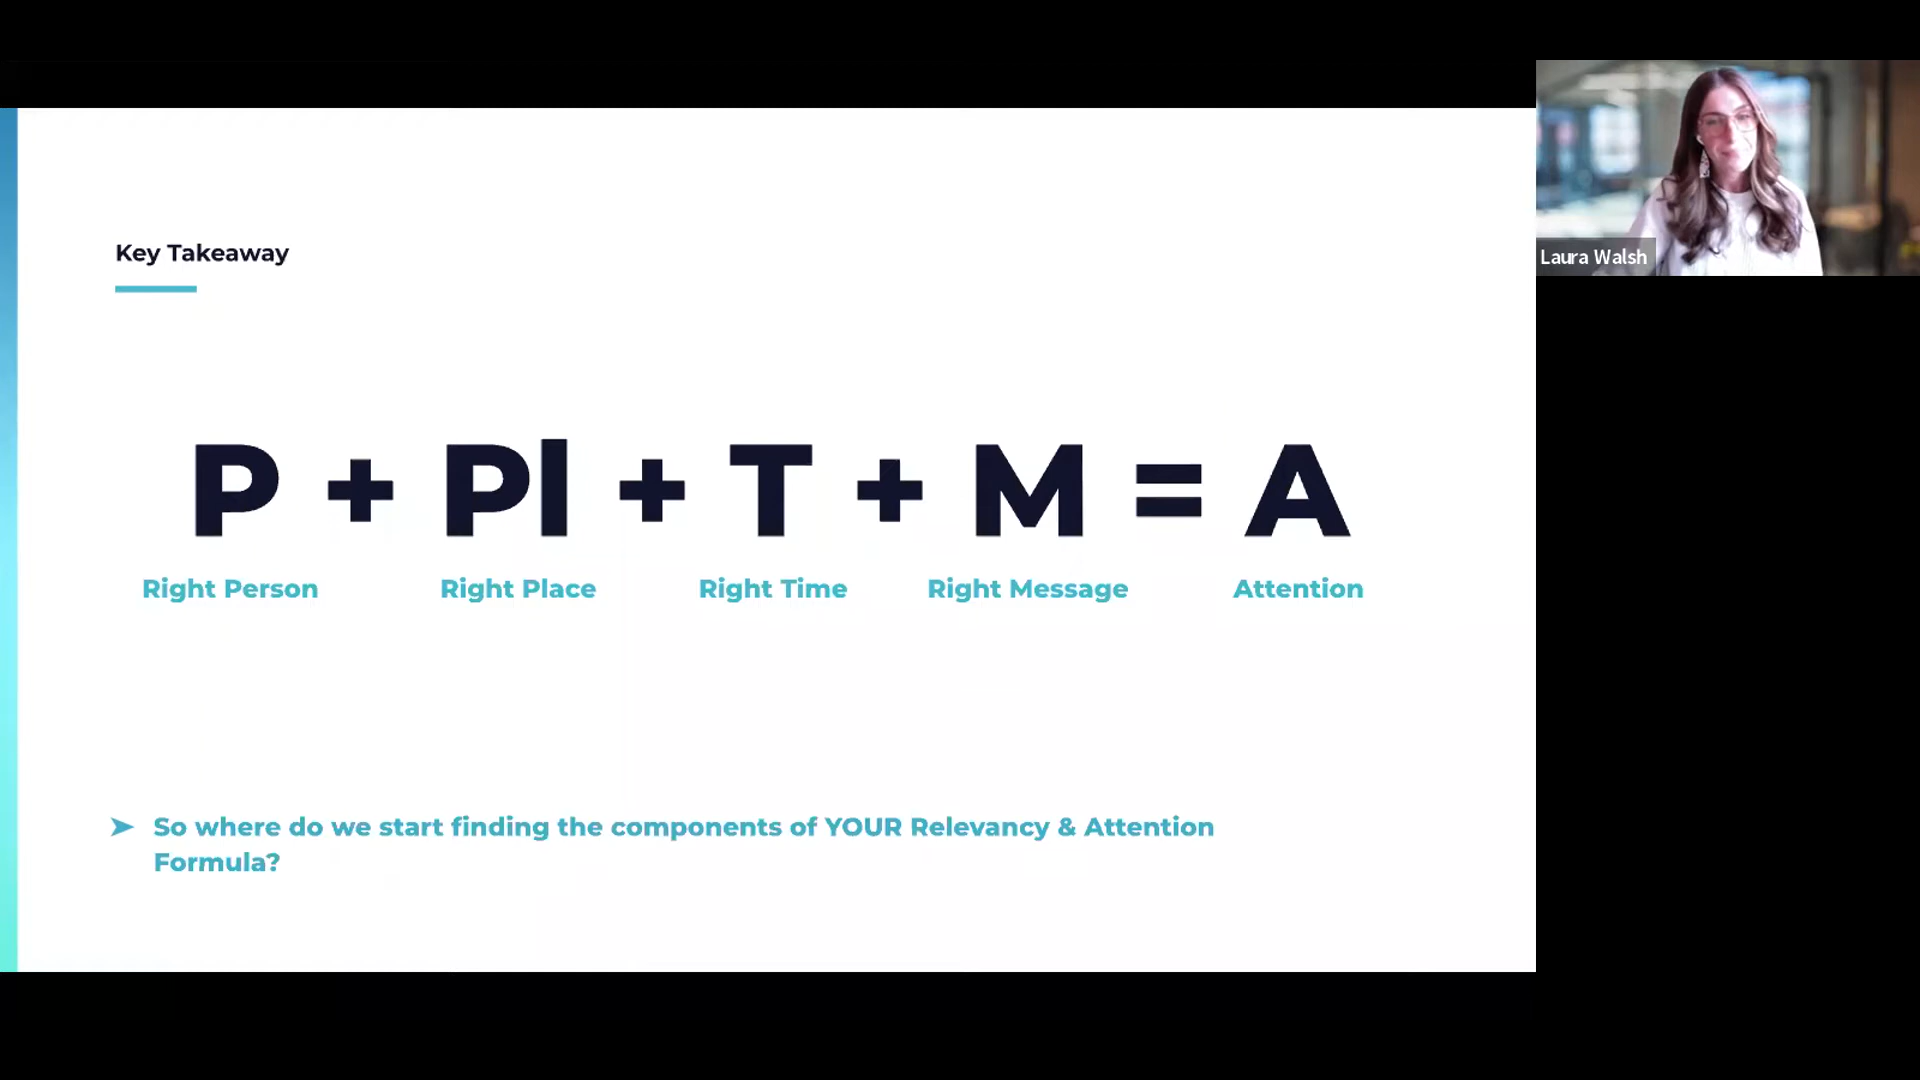 Key Takeaway
P + Pl + T + M = A
Right Person Right Place Right Time Right Message Attention
So where do we start finding the components of YOUR Relevancy & Attention
Formula?
Laura Walsh